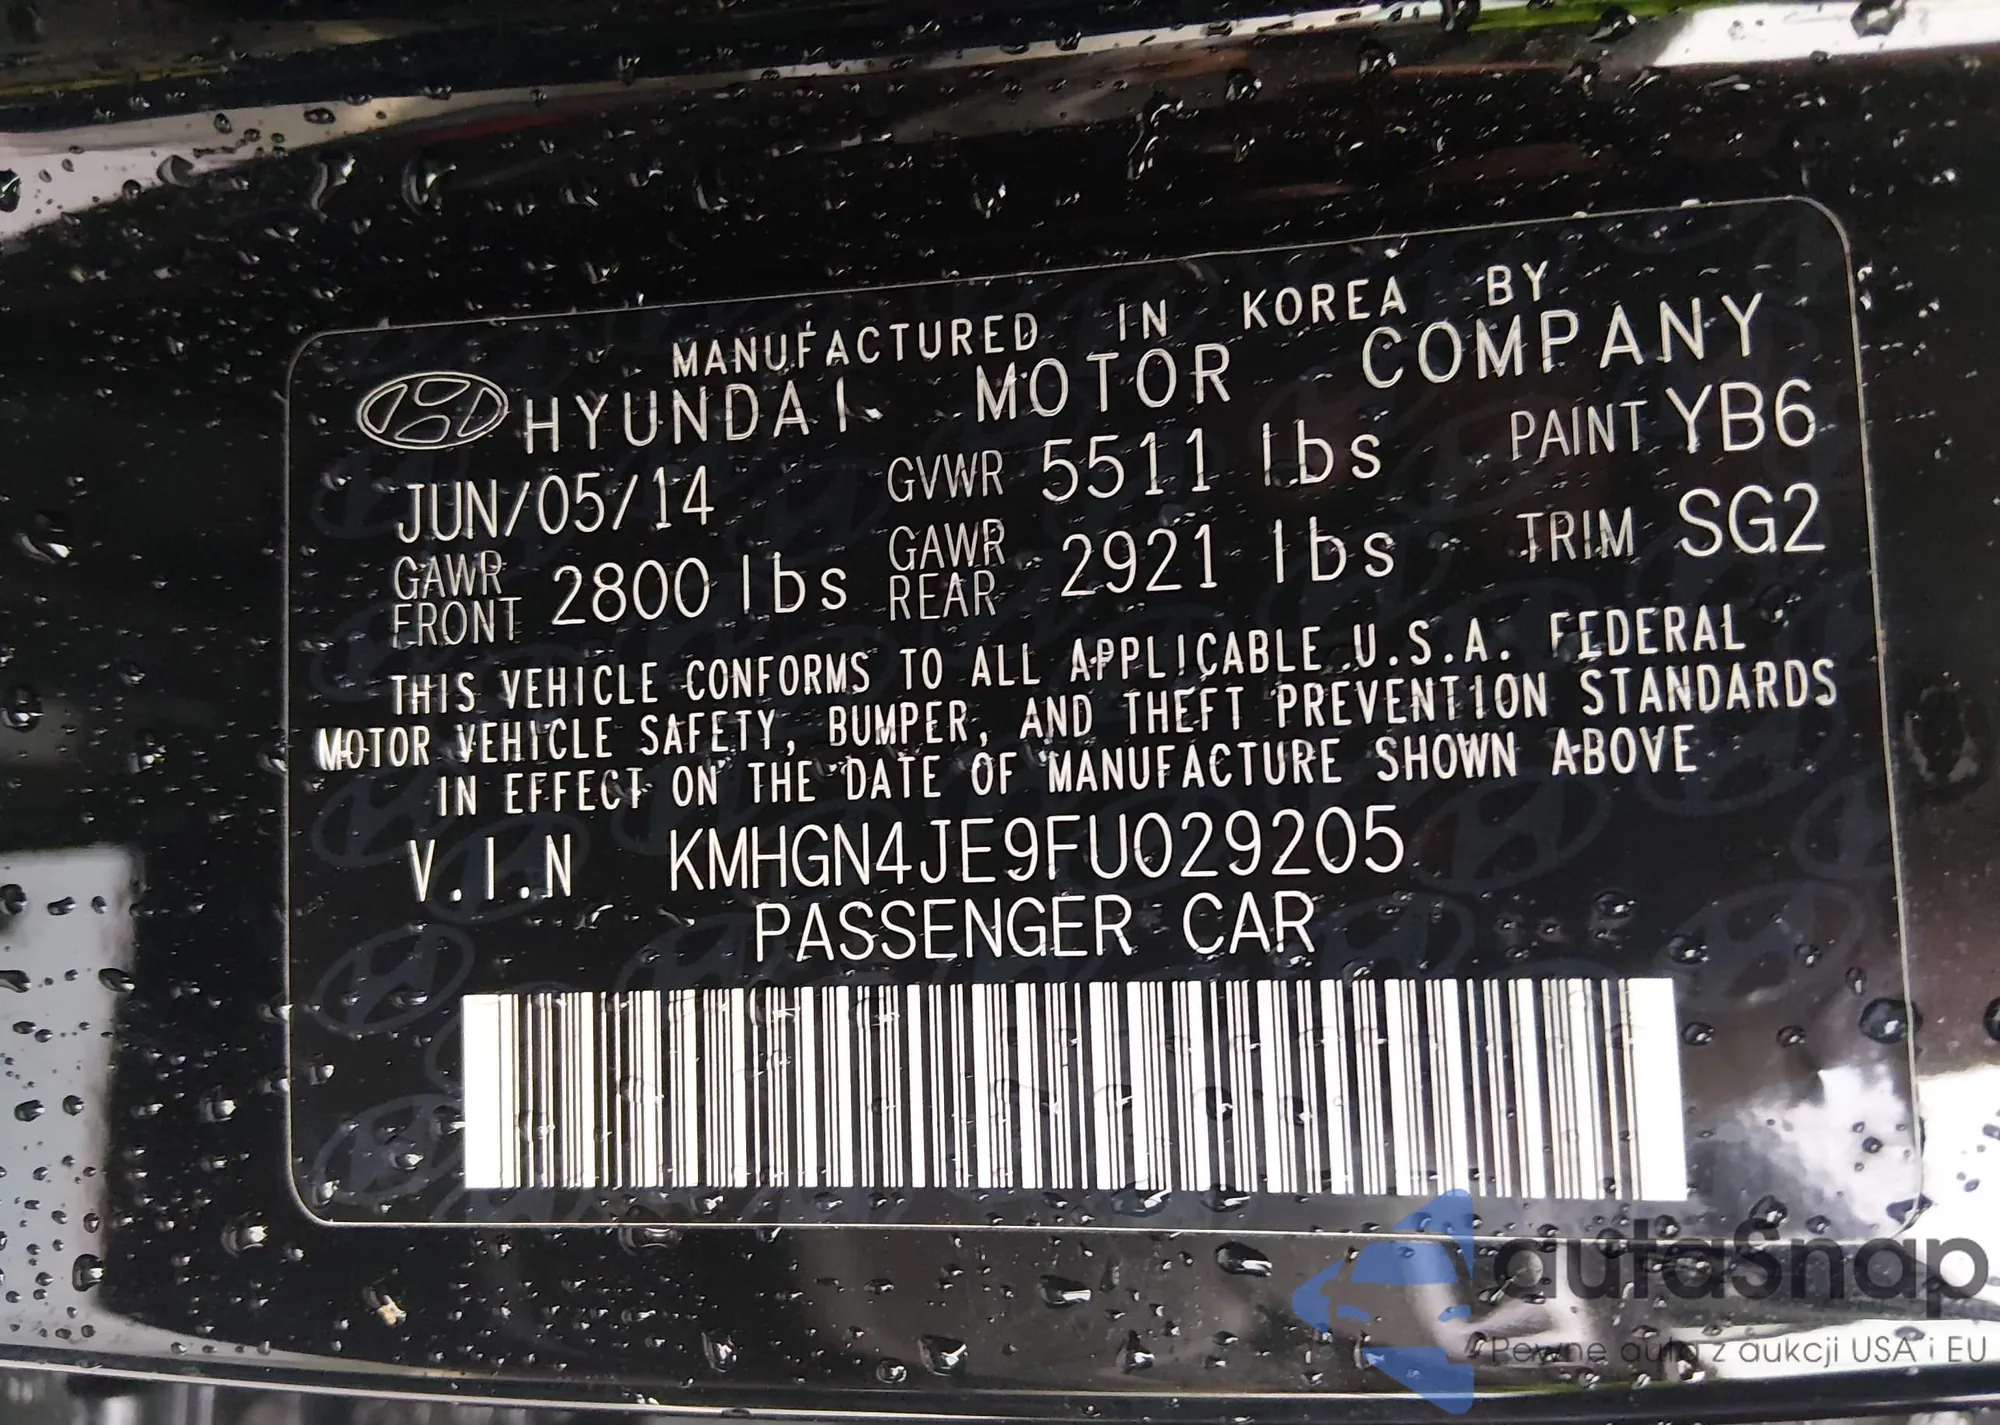 MANUFACTURED IN KOREA BY
HYUNDAI MOTOR COMPANY
JUN/05/14 GVWR 5511 lbs PAINT YB6
GAWR FRONT 2800 lbs GAWR REAR 2921 lbs TRIM SG2
THIS VEHICLE CONFORMS TO ALL APPLICABLE U.S.A. FEDERAL
MOTOR VEHICLE SAFETY, BUMPER, AND THEFT PREVENTION STANDARDS
IN EFFECT ON THE DATE OF MANUFACTURE SHOWN ABOVE
V.I.N KMHGN4JE9FU029205
PASSENGER CAR
autaSnap
Pewne auta z aukcji USA i EU